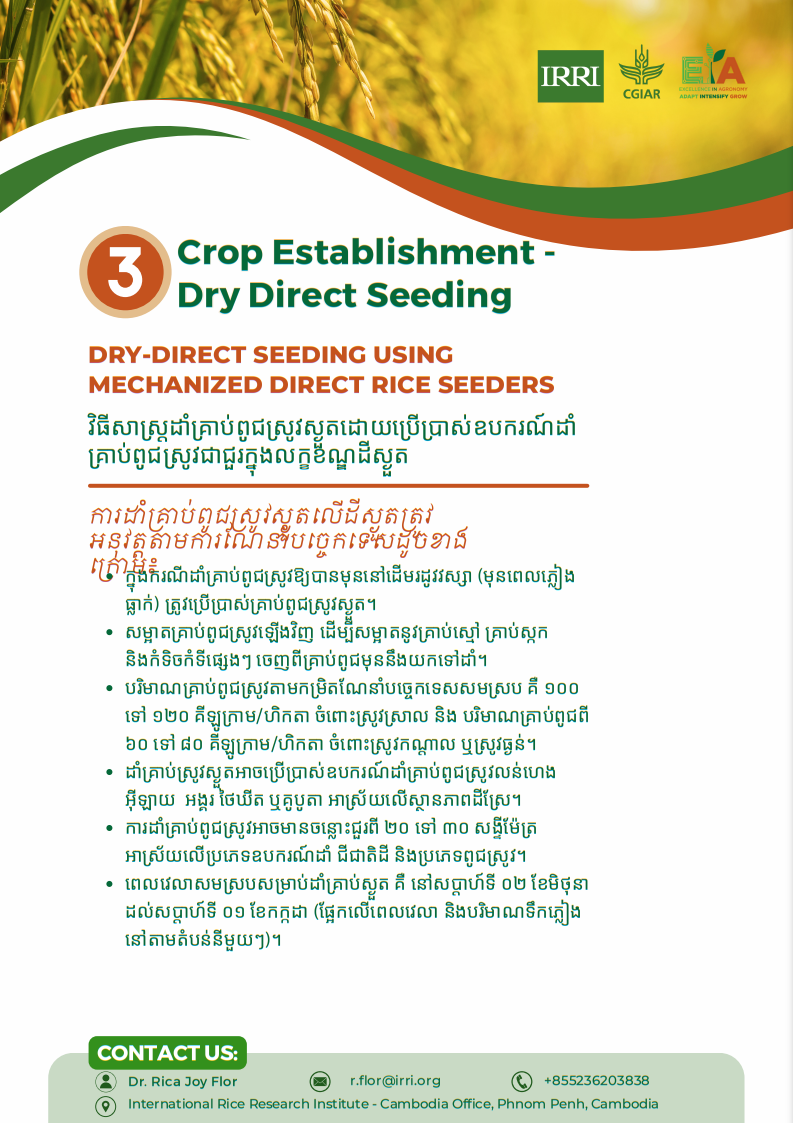 IRRI
CGIAR
EiA
EXCELLENCE IN AGRONOMY
ADAPT INTENSIFY GROW
3
Crop Establishment -
Dry Direct Seeding
DRY-DIRECT SEEDING USING
MECHANIZED DIRECT RICE SEEDERS
វិធីសាស្ត្រដាំគ្រាប់ពូជស្រូវស្ងួតដោយប្រើប្រាស់ឧបករណ៍ដាំ
គ្រាប់ពូជស្រូវជាជួរក្នុងលក្ខខណ្ឌដីស្ងួត
ការដាំគ្រាប់ពូជស្រូវស្ងួតលើដីស្ងួតត្រូវ
អនុវត្តតាមការណែនាំបច្ចេកទេសដូចខាង
ក្រោម៖
• ក្នុងករណីដាំគ្រាប់ពូជស្រូវឱ្យបានមុននៅដើមរដូវវស្សា (មុនពេលភ្លៀង
ធ្លាក់) ត្រូវប្រើប្រាស់គ្រាប់ពូជស្រូវស្ងួត។
• សម្អាតគ្រាប់ពូជស្រូវឡើងវិញ ដើម្បីសម្អាតនូវគ្រាប់ស្មៅ គ្រាប់ស្កក
និងកំទិចកំទីផ្សេងៗ ចេញពីគ្រាប់ពូជមុននឹងយកទៅដាំ។
• បរិមាណគ្រាប់ពូជស្រូវតាមកម្រិតណែនាំបច្ចេកទេសសមស្រប គឺ ១០០
ទៅ ១២០ គីឡូក្រាម/ហិកតា ចំពោះស្រូវស្រាល និង បរិមាណគ្រាប់ពូជពី
៦០ ទៅ ៨០ គីឡូក្រាម/ហិកតា ចំពោះស្រូវកណ្តាល ឬស្រូវធ្ងន់។
• ដាំគ្រាប់ស្រូវស្ងួតអាចប្រើប្រាស់ឧបករណ៍ដាំគ្រាប់ពូជស្រូវលន់ហេង
អ៊ីឡាយ អង្គរ ថៃឃីត ឬគូបូតា អាស្រ័យលើស្ថានភាពដីស្រែ។
• ការដាំគ្រាប់ពូជស្រូវអាចមានចន្លោះជួរពី ២០ ទៅ ៣០ សង្ទីម៉ែត្រ
អាស្រ័យលើប្រភេទឧបករណ៍ដាំ ជីជាតិដី និងប្រភេទពូជស្រូវ។
• ពេលវេលាសមស្របសម្រាប់ដាំគ្រាប់ស្ងួត គឺ នៅសប្តាហ៍ទី ០២ ខែមិថុនា
ដល់សប្តាហ៍ទី ០១ ខែកក្កដា (ផ្អែកលើពេលវេលា និងបរិមាណទឹកភ្លៀង
នៅតាមតំបន់នីមួយៗ)។
CONTACT US:
Dr. Rica Joy Flor
r.flor@irri.org
+855236203838
International Rice Research Institute - Cambodia Office, Phnom Penh, Cambodia